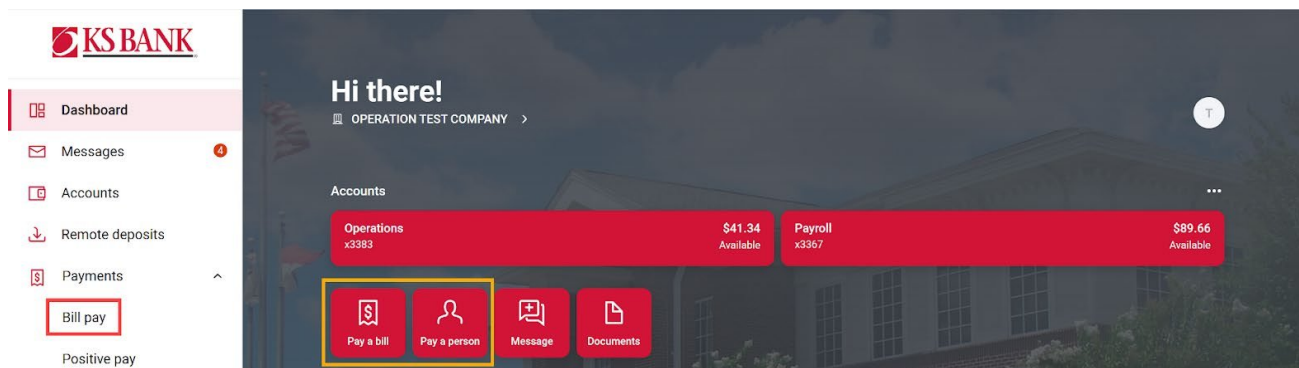 KS BANK
Dashboard
Messages 4
Accounts
Remote deposits
Payments
Bill pay
Positive pay
Hi there!
OPERATION TEST COMPANY >
T
Accounts
Operations $41.34
x3383 Available
Payroll $89.66
x3367 Available
Pay a bill
Pay a person
Message
Documents